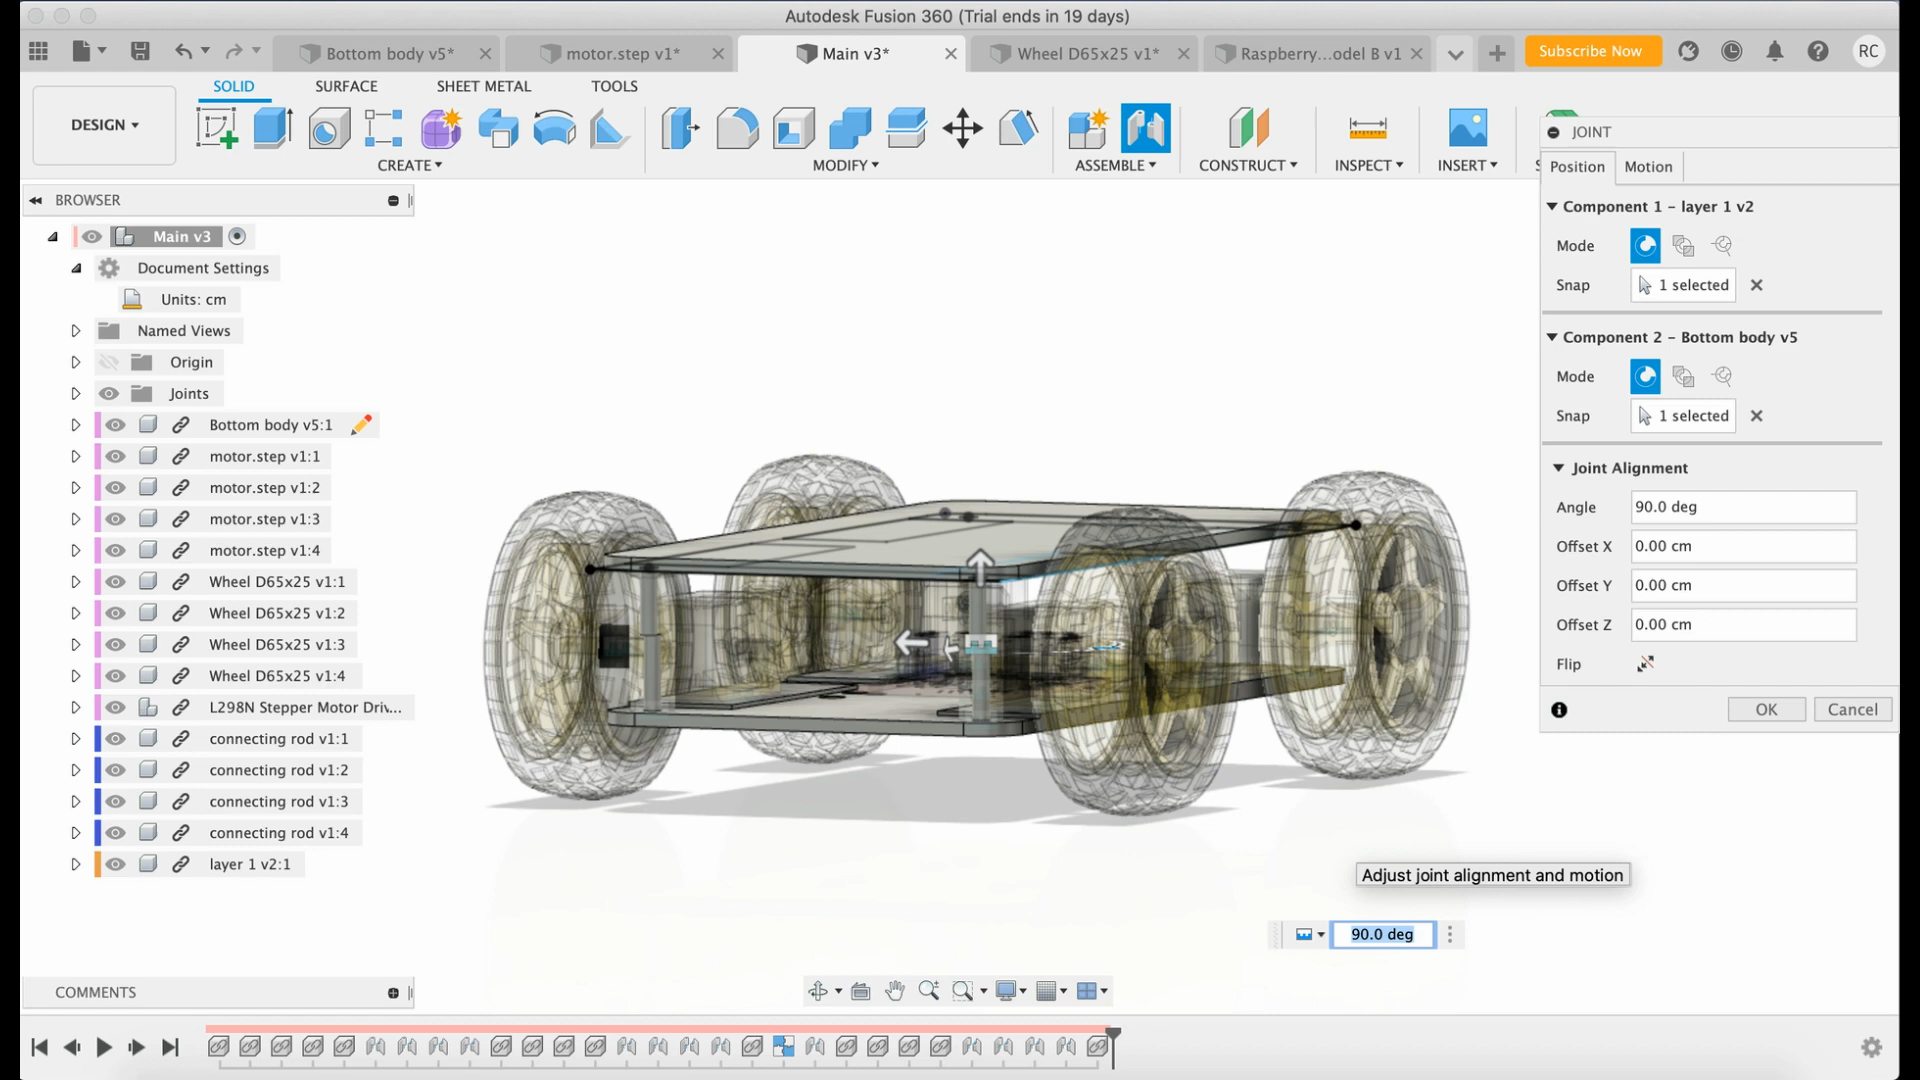 Autodesk Fusion 360 (Trial ends in 19 days)
Bottom body v5*
motor.step v1*
Main v3*
Wheel D65x25 v1*
Raspberry...odel B v1
Subscribe Now
RC
SOLID
SURFACE
SHEET METAL
TOOLS
DESIGN
CREATE
MODIFY
ASSEMBLE
CONSTRUCT
INSPECT
INSERT
BROWSER
Main v3
Document Settings
Units: cm
Named Views
Origin
Joints
Bottom body v5:1
motor.step v1:1
motor.step v1:2
motor.step v1:3
motor.step v1:4
Wheel D65x25 v1:1
Wheel D65x25 v1:2
Wheel D65x25 v1:3
Wheel D65x25 v1:4
L298N Stepper Motor Driv...
connecting rod v1:1
connecting rod v1:2
connecting rod v1:3
connecting rod v1:4
layer 1 v2:1
JOINT
Position
Motion
Component 1 - layer 1 v2
Mode
Snap
1 selected
Component 2 - Bottom body v5
Mode
Snap
1 selected
Joint Alignment
Angle
90.0 deg
Offset X
0.00 cm
Offset Y
0.00 cm
Offset Z
0.00 cm
Flip
OK
Cancel
Adjust joint alignment and motion
90.0 deg
COMMENTS